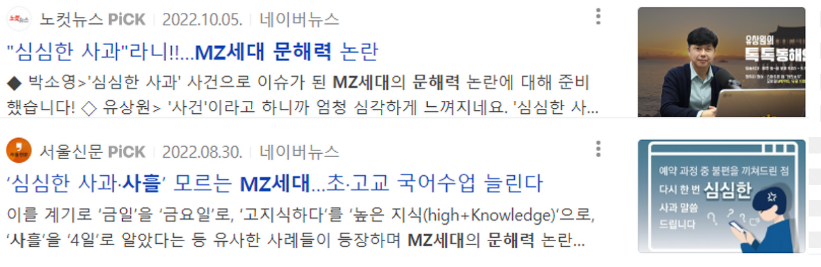 노컷뉴스 PiCK 2022.10.05. 네이버뉴스
"심심한 사과"라니!!...MZ세대 문해력 논란
◆ 박소영>'심심한 사과' 사건으로 이슈가 된 MZ세대의 문해력 논란에 대해 준비
했습니다! ◇ 유상원> '사건'이라고 하니까 엄청 심각하게 느껴지네요. '심심한 사...
유상원의
톡톡동해인
서울신문 PiCK 2022.08.30. 네이버뉴스
‘심심한 사과·사흘’ 모르는 MZ세대…초·고교 국어수업 늘린다
이를 계기로 ‘금일’을 ‘금요일’로, ‘고지식하다’를 ‘높은 지식(high+Knowledge)’으로,
‘사흘’을 ‘4일’로 알았다는 등 유사한 사례들이 등장하며 MZ세대의 문해력 논란...
예약 과정 중 불편을 끼쳐드린 점
다시 한 번 심심한
사과 말씀
드립니다